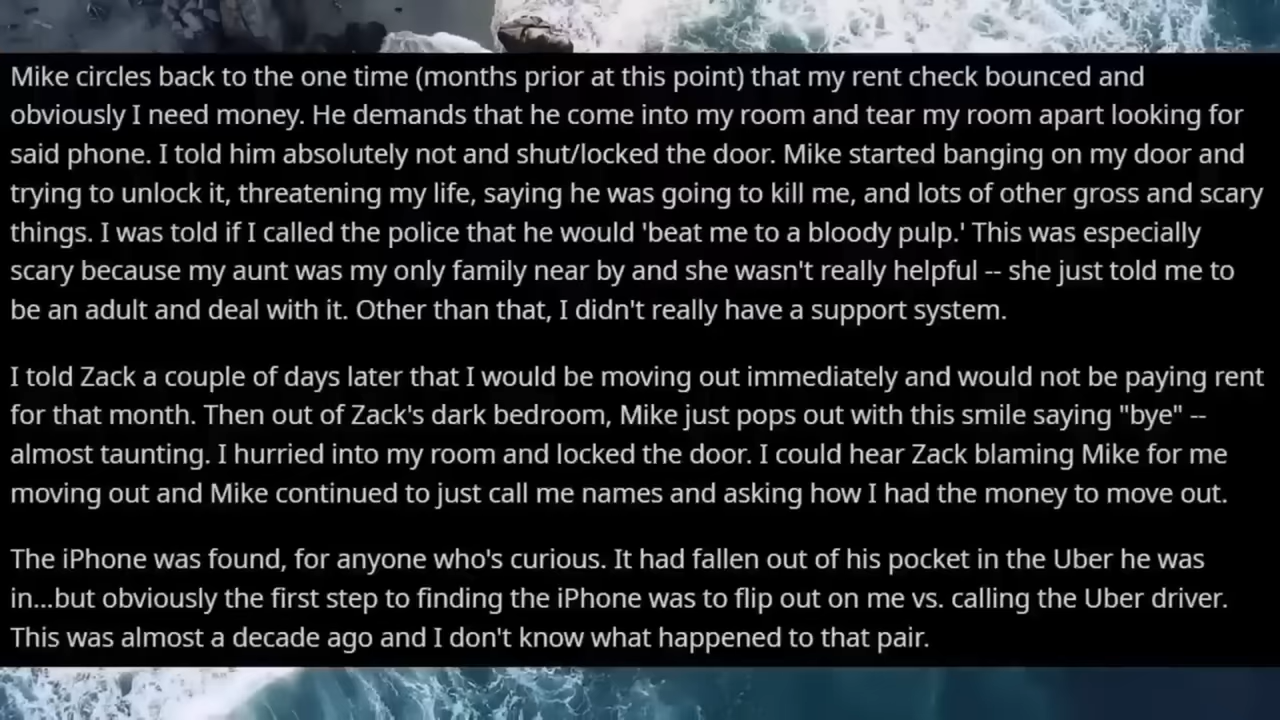 Mike circles back to the one time (months prior at this point) that my rent check bounced and
obviously I need money. He demands that he come into my room and tear my room apart looking for
said phone. I told him absolutely not and shut/locked the door. Mike started banging on my door and
trying to unlock it, threatening my life, saying he was going to kill me, and lots of other gross and scary
things. I was told if I called the police that he would 'beat me to a bloody pulp.' This was especially
scary because my aunt was my only family near by and she wasn't really helpful -- she just told me to
be an adult and deal with it. Other than that, I didn't really have a support system.
I told Zack a couple of days later that I would be moving out immediately and would not be paying rent
for that month. Then out of Zack's dark bedroom, Mike just pops out with this smile saying "bye" --
almost taunting. I hurried into my room and locked the door. I could hear Zack blaming Mike for me
moving out and Mike continued to just call me names and asking how I had the money to move out.
The iPhone was found, for anyone who's curious. It had fallen out of his pocket in the Uber he was
in...but obviously the first step to finding the iPhone was to flip out on me vs. calling the Uber driver.
This was almost a decade ago and I don't know what happened to that pair.